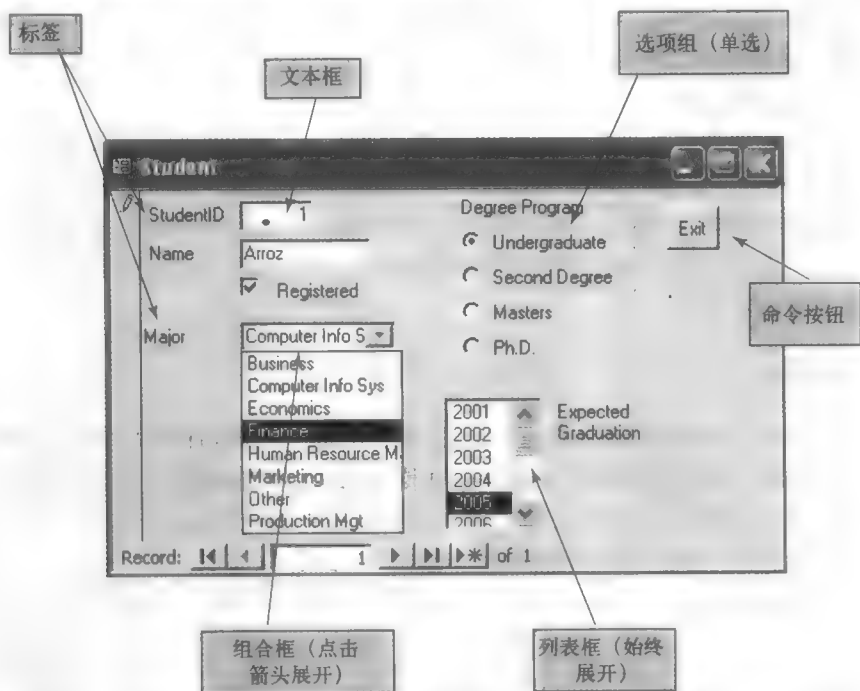 标签
文本框
选项组（单选）
Student
StudentID
1
Name
Arroz
Registered
Major
Computer Info S
Business
Computer Info Sys
Economics
Finance
Human Resource M
Marketing
Other
Production Mgt
Degree Program
Undergraduate
Second Degree
Masters
Ph.D.
Exit
命令按钮
2001
2002
2003
2004
2005
2006
Expected
Graduation
Record: 1 of 1
组合框（点击
箭头展开）
列表框（始终
展开）